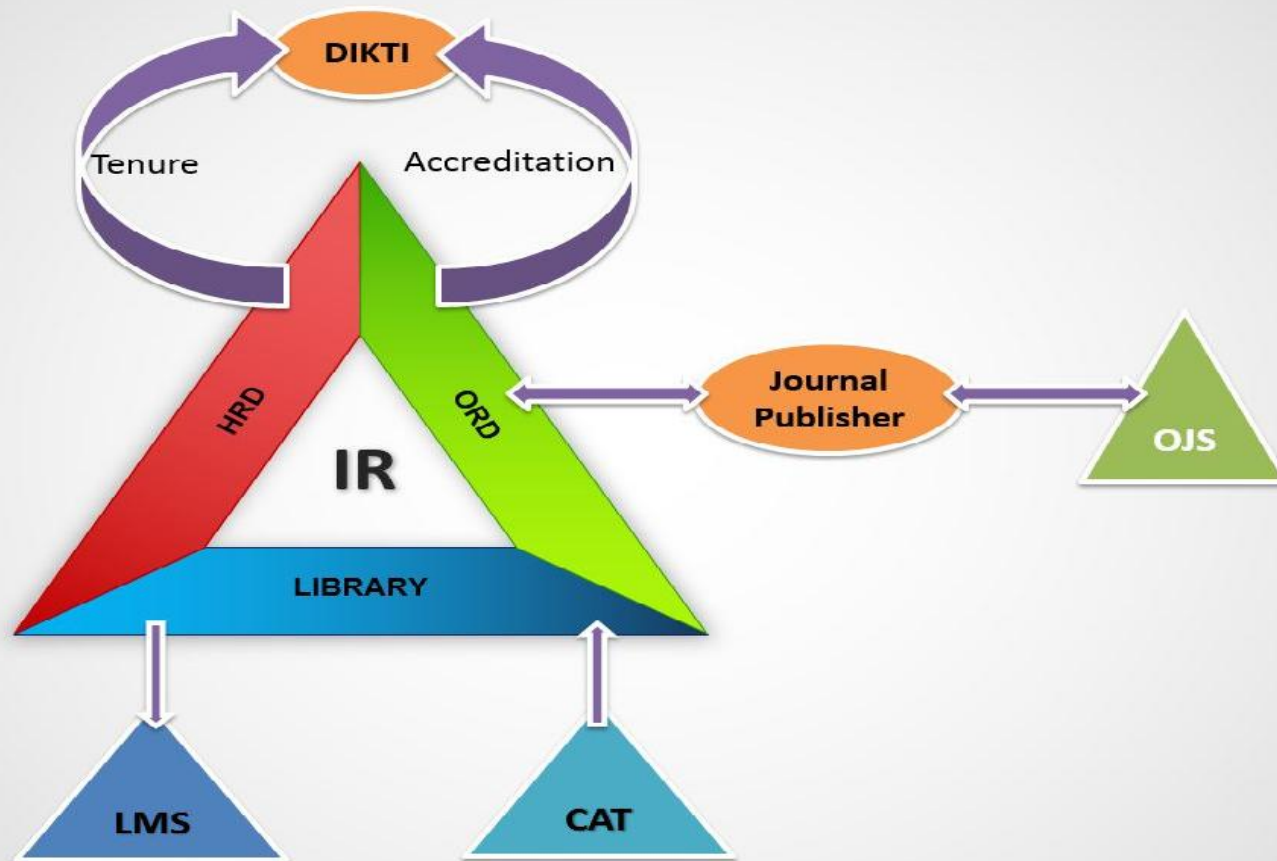 DIKTI
Tenure
Accreditation
HRD
ORD
IR
Journal
Publisher
OJS
LIBRARY
LMS
CAT